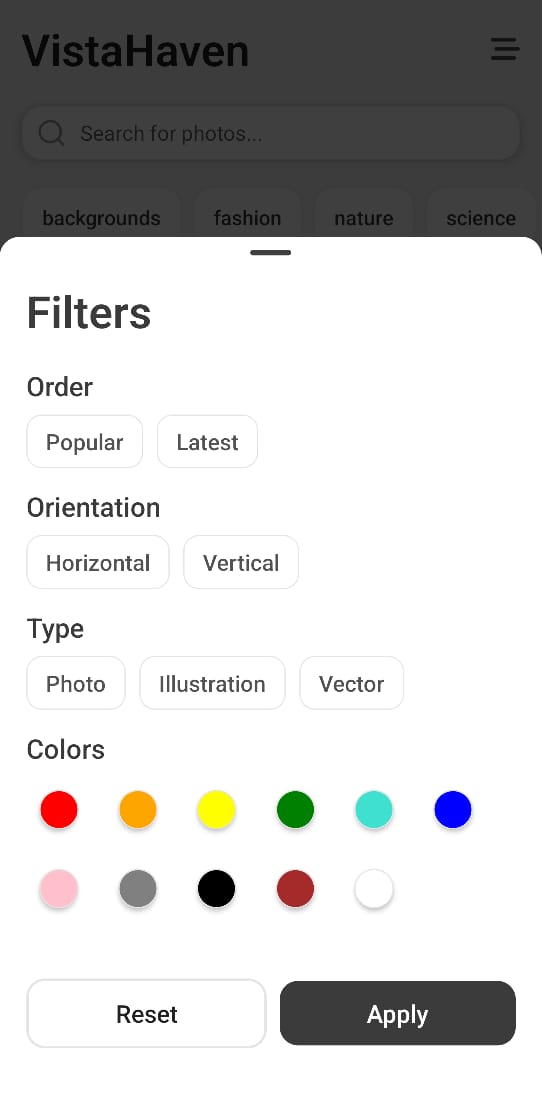 VistaHaven
Search for photos...
backgrounds fashion nature science
Filters
Order
Popular Latest
Orientation
Horizontal Vertical
Type
Photo Illustration Vector
Colors
Reset Apply